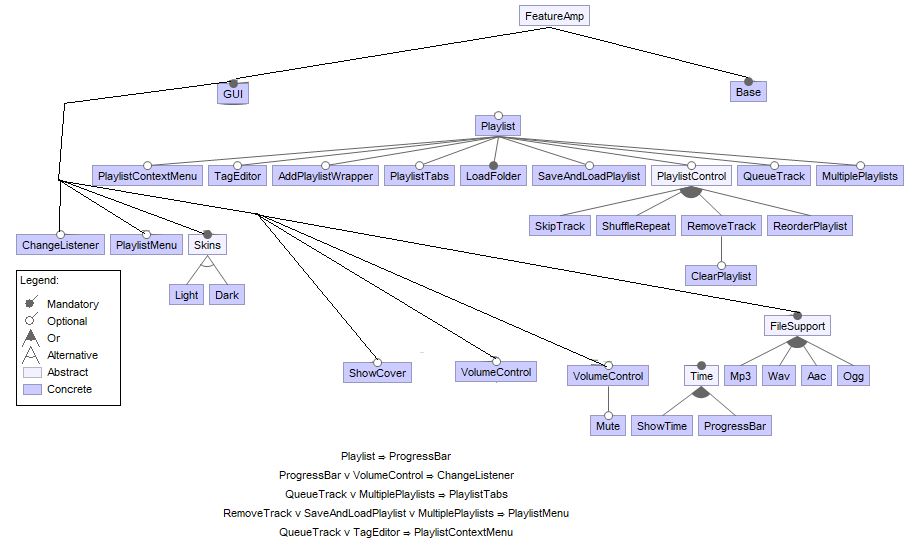 FeatureAmp
GUI
Base
Playlist
PlaylistContextMenu TagEditor AddPlaylistWrapper PlaylistTabs LoadFolder SaveAndLoadPlaylist PlaylistControl QueueTrack MultiplePlaylists
SkipTrack ShuffleRepeat RemoveTrack ReorderPlaylist
ChangeListener PlaylistMenu Skins
ClearPlaylist
Light Dark
Legend:
Mandatory
Optional
Or
Alternative
Abstract
Concrete
FileSupport
ShowCover VolumeControl VolumeControl Time Mp3 Wav Aac Ogg
Mute ShowTime ProgressBar
Playlist ⇒ ProgressBar
ProgressBar ∨ VolumeControl ⇒ ChangeListener
QueueTrack ∨ MultiplePlaylists ⇒ PlaylistTabs
RemoveTrack ∨ SaveAndLoadPlaylist ∨ MultiplePlaylists ⇒ PlaylistMenu
QueueTrack ∨ TagEditor ⇒ PlaylistContextMenu